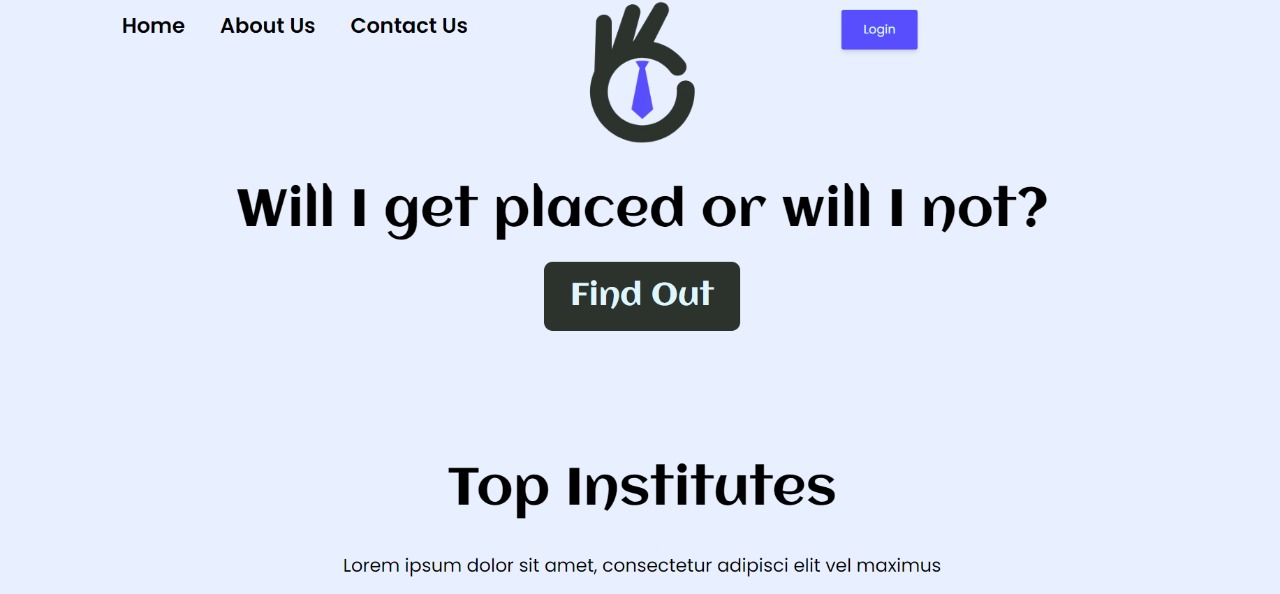 Home About Us Contact Us Login
Will I get placed or will I not?
Find Out
Top Institutes
Lorem ipsum dolor sit amet, consectetur adipisci elit vel maximus